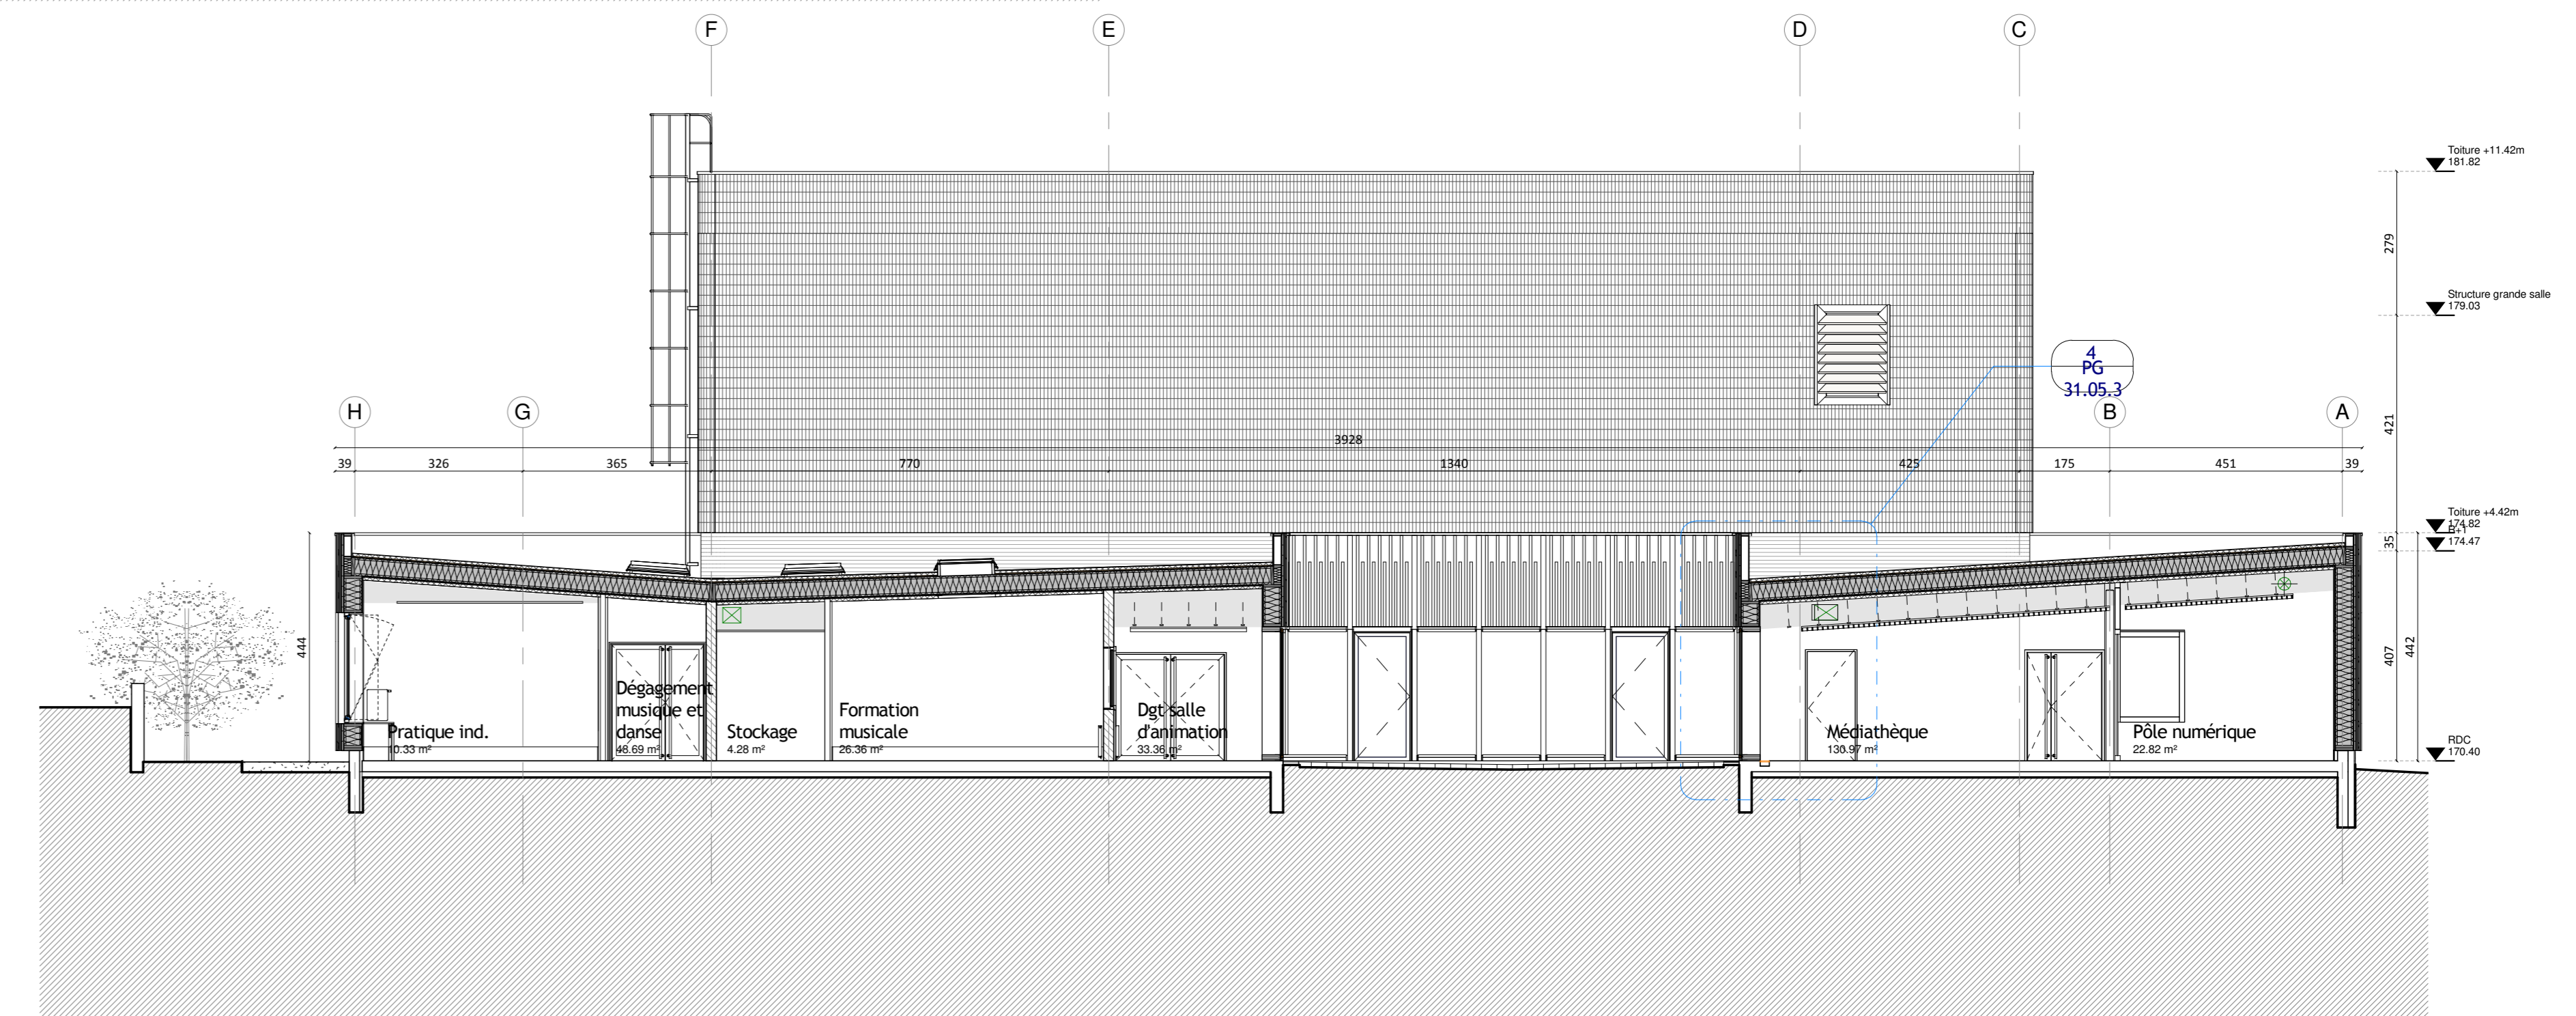 F
E
D
C
Toiture +11.42m
181.82
279
Structure grande salle
179.03
4
PG
31.05.3
H
G
B
A
421
3928
39
326
365
770
1340
425
175
451
39
Toiture +4.42m
174.82
B+1
174.47
35
444
407
442
Dégagement
musique et
danse
48.69 m²
Pratique ind.
10.33 m²
Stockage
4.28 m²
Formation
musicale
26.36 m²
Dgt salle
d'animation
33.36 m²
Médiathèque
130.97 m²
Pôle numérique
22.82 m²
RDC
170.40